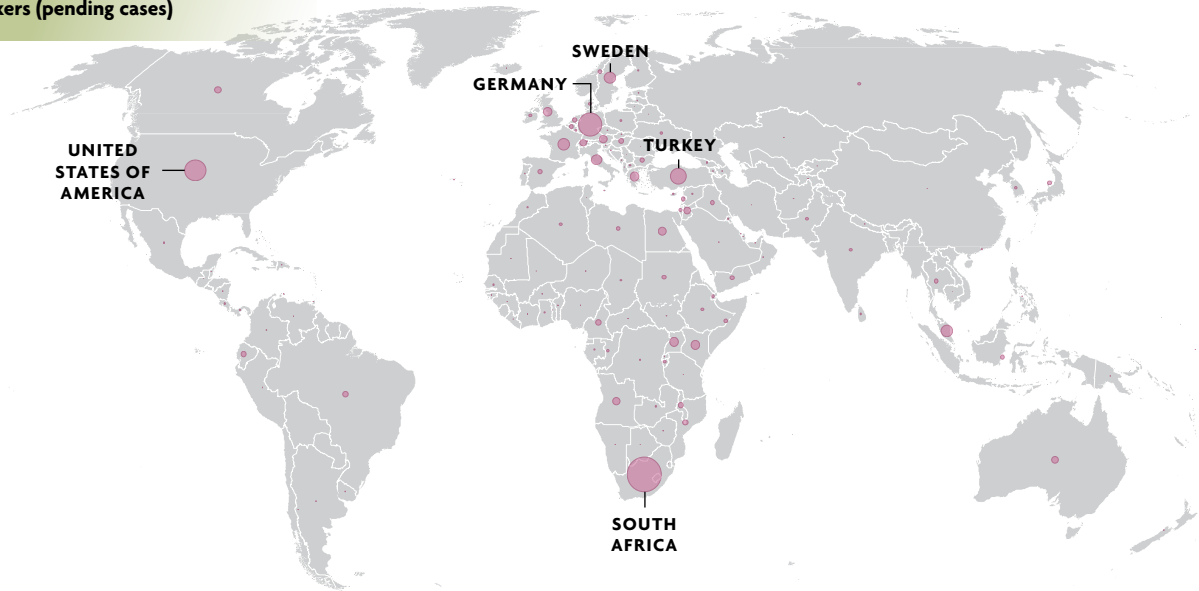 kers (pending cases)
SWEDEN
GERMANY
TURKEY
UNITED
STATES OF
AMERICA
SOUTH
AFRICA